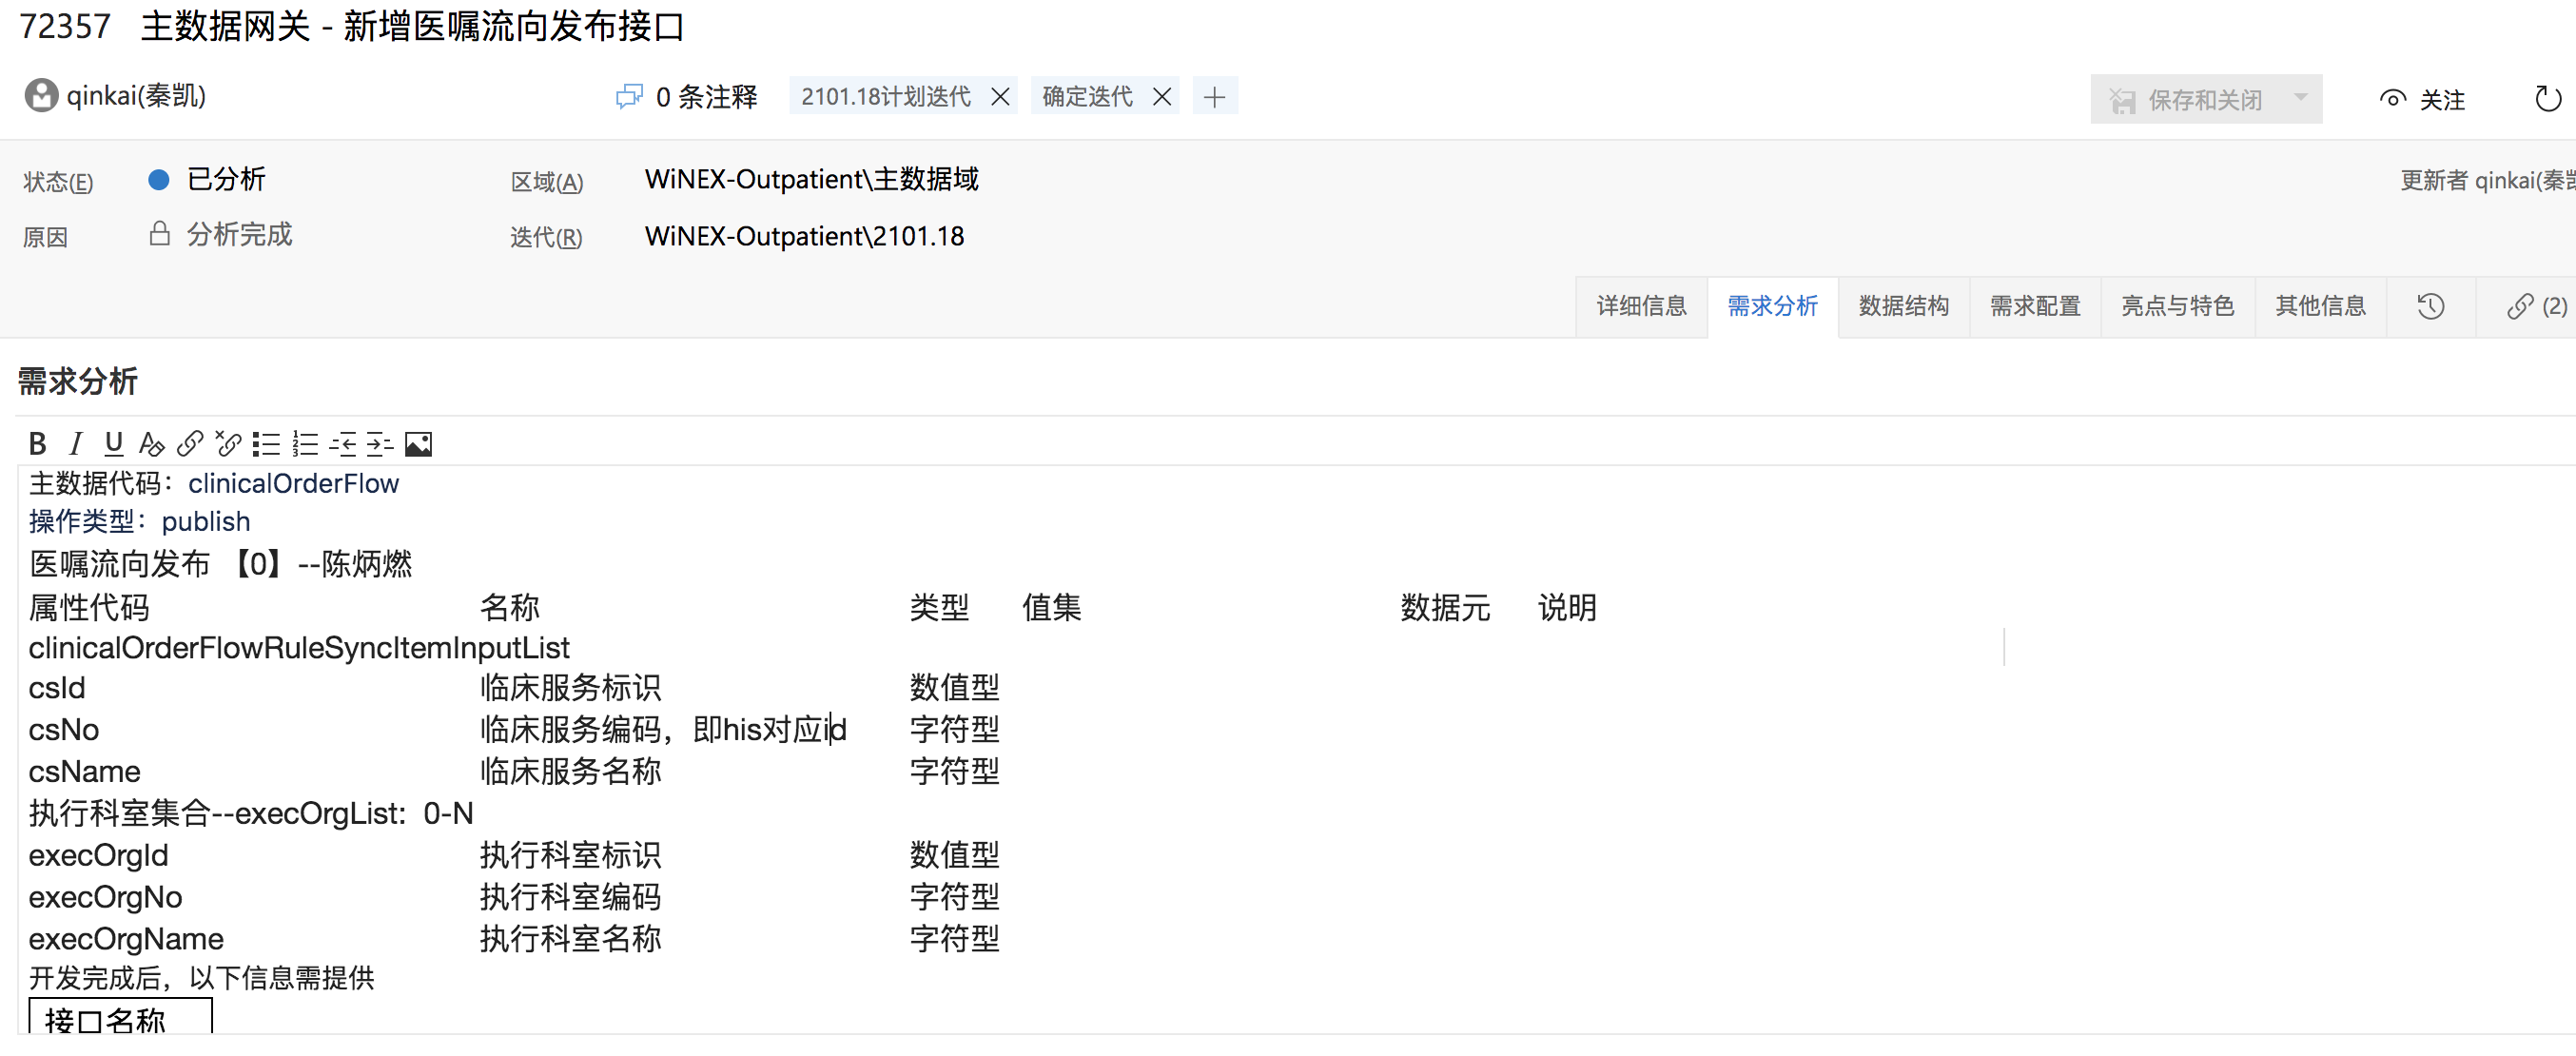 72357 主数据网关 - 新增医嘱流向发布接口
qinkai(秦凯) 0 条注释 2101.18计划迭代 确定迭代 保存和关闭 关注
状态(E) 已分析 区域(A) WiNEX-Outpatient\主数据域 更新者 qinkai(秦凯
原因 分析完成 迭代(R) WiNEX-Outpatient\2101.18
详细信息 需求分析 数据结构 需求配置 亮点与特色 其他信息 (2)
需求分析
B I U
主数据代码：clinicalOrderFlow
操作类型：publish
医嘱流向发布 【0】--陈炳燃
属性代码 名称 类型 值集 数据元 说明
clinicalOrderFlowRuleSyncItemInputList
csId 临床服务标识 数值型
csNo 临床服务编码，即his对应id 字符型
csName 临床服务名称 字符型
执行科室集合--execOrgList：0-N
execOrgId 执行科室标识 数值型
execOrgNo 执行科室编码 字符型
execOrgName 执行科室名称 字符型
开发完成后，以下信息需提供
接口名称